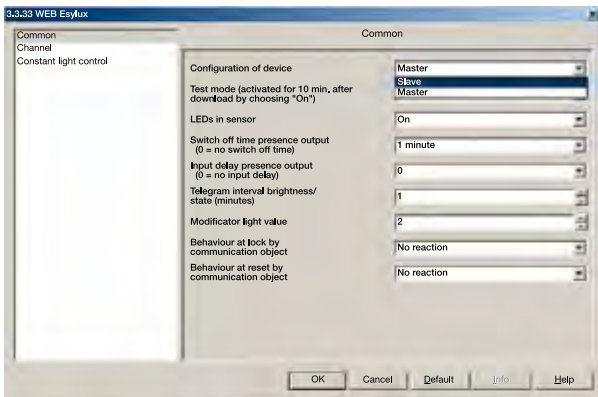 3.3.33 WEB Esylux
Common
Channel
Constant light control
Common
Configuration of device
Master
Slave
Master
Test mode (activated for 10 min. after
download by choosing "On")
LEDs in sensor
On
Switch off time presence output
(0 = no switch off time)
1 minute
Input delay presence output
(0 = no input delay)
0
Telegram interval brightness/
state (minutes)
1
Modificator light value
2
Behaviour at lock by
communication object
No reaction
Behaviour at reset by
communication object
No reaction
OK
Cancel
Default
Info
Help